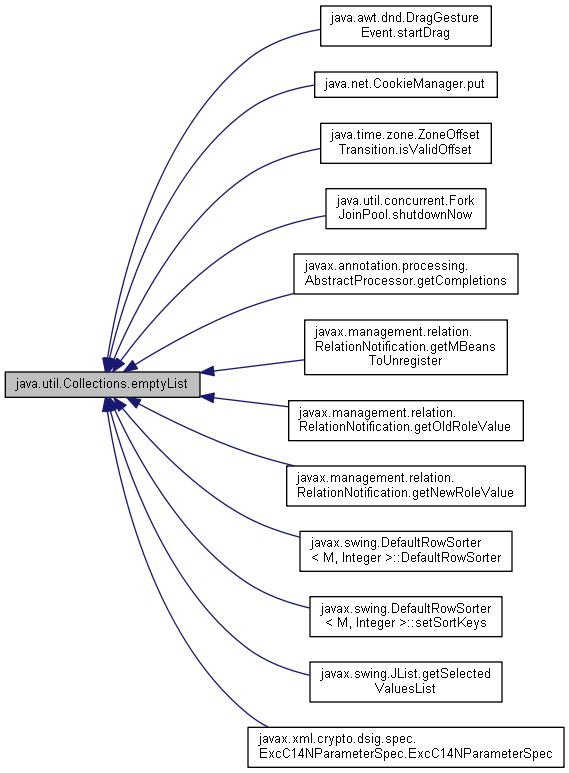 java.awt.dnd.DragGesture
Event.startDrag
java.net.CookieManager.put
java.time.zone.ZoneOffset
Transition.isValidOffset
java.util.concurrent.Fork
JoinPool.shutdownNow
javax.annotation.processing.
AbstractProcessor.getCompletions
javax.management.relation.
RelationNotification.getMBeans
ToUnregister
java.util.Collections.emptyList
javax.management.relation.
RelationNotification.getOldRoleValue
javax.management.relation.
RelationNotification.getNewRoleValue
javax.swing.DefaultRowSorter
< M, Integer >::DefaultRowSorter
javax.swing.DefaultRowSorter
< M, Integer >::setSortKeys
javax.swing.JList.getSelected
ValuesList
javax.xml.crypto.dsig.spec.
ExcC14NParameterSpec.ExcC14NParameterSpec